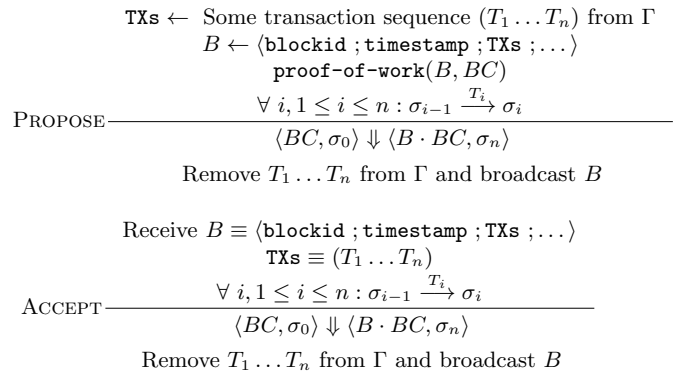 TXs ← Some transaction sequence (T₁ … Tₙ) from Γ
B ← ⟨blockid ; timestamp ; TXs ; …⟩
proof-of-work(B, BC)
∀ i, 1 ≤ i ≤ n : σᵢ₋₁ —Tᵢ→ σᵢ
PROPOSE
⟨BC, σ₀⟩ ⇓ ⟨B · BC, σₙ⟩
Remove T₁ … Tₙ from Γ and broadcast B
Receive B ≡ ⟨blockid ; timestamp ; TXs ; …⟩
TXs ≡ (T₁ … Tₙ)
∀ i, 1 ≤ i ≤ n : σᵢ₋₁ —Tᵢ→ σᵢ
ACCEPT
⟨BC, σ₀⟩ ⇓ ⟨B · BC, σₙ⟩
Remove T₁ … Tₙ from Γ and broadcast B